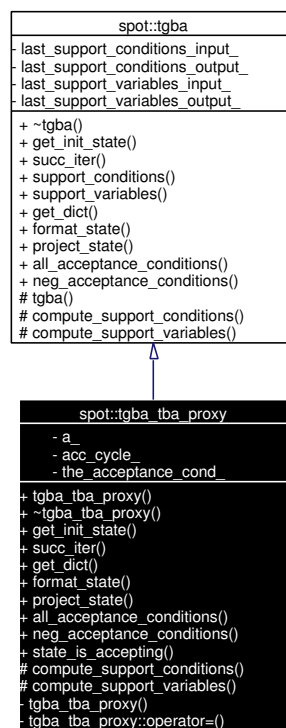 spot::tgba
- last_support_conditions_input_
- last_support_conditions_output_
- last_support_variables_input_
- last_support_variables_output_
+ ~tgba()
+ get_init_state()
+ succ_iter()
+ support_conditions()
+ support_variables()
+ get_dict()
+ format_state()
+ project_state()
+ all_acceptance_conditions()
+ neg_acceptance_conditions()
# tgba()
# compute_support_conditions()
# compute_support_variables()
spot::tgba_tba_proxy
- a_
- acc_cycle_
- the_acceptance_cond_
+ tgba_tba_proxy()
+ ~tgba_tba_proxy()
+ get_init_state()
+ succ_iter()
+ get_dict()
+ format_state()
+ project_state()
+ all_acceptance_conditions()
+ neg_acceptance_conditions()
+ state_is_accepting()
# compute_support_conditions()
# compute_support_variables()
- tgba_tba_proxy()
- tgba_tba_proxy::operator=()